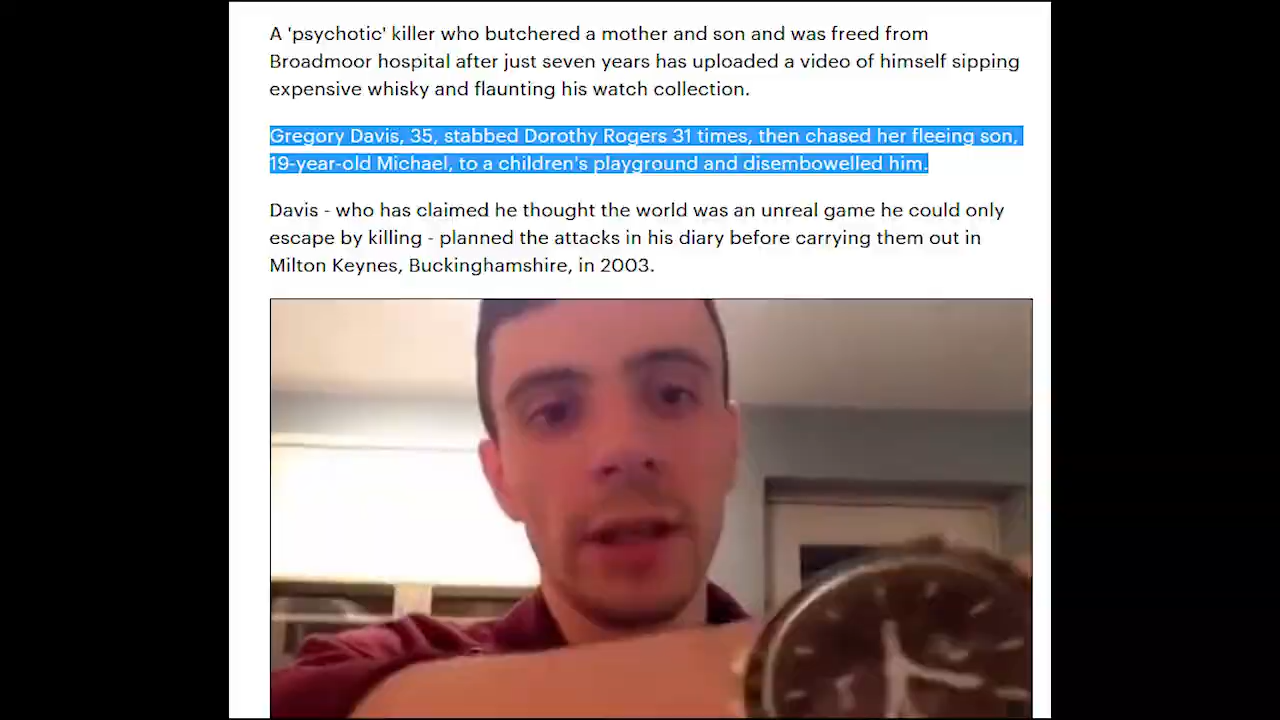 A 'psychotic' killer who butchered a mother and son and was freed from
Broadmoor hospital after just seven years has uploaded a video of himself sipping
expensive whisky and flaunting his watch collection.
Gregory Davis, 35, stabbed Dorothy Rogers 31 times, then chased her fleeing son,
19-year-old Michael, to a children's playground and disembowelled him.
Davis - who has claimed he thought the world was an unreal game he could only
escape by killing - planned the attacks in his diary before carrying them out in
Milton Keynes, Buckinghamshire, in 2003.